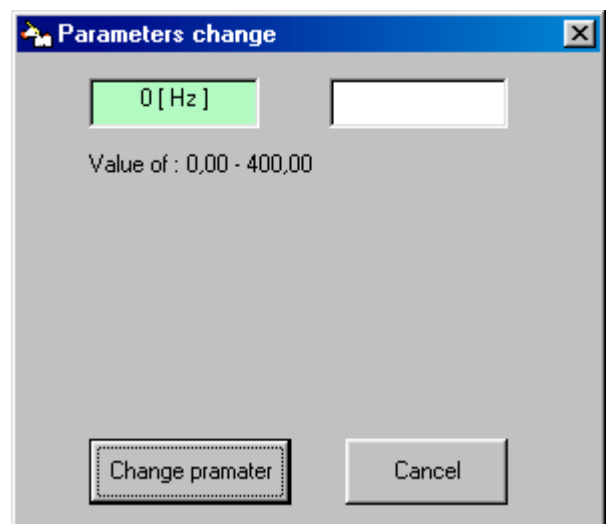 Parameters change
0 [ Hz ]
Value of : 0,00 - 400,00
Change pramater
Cancel